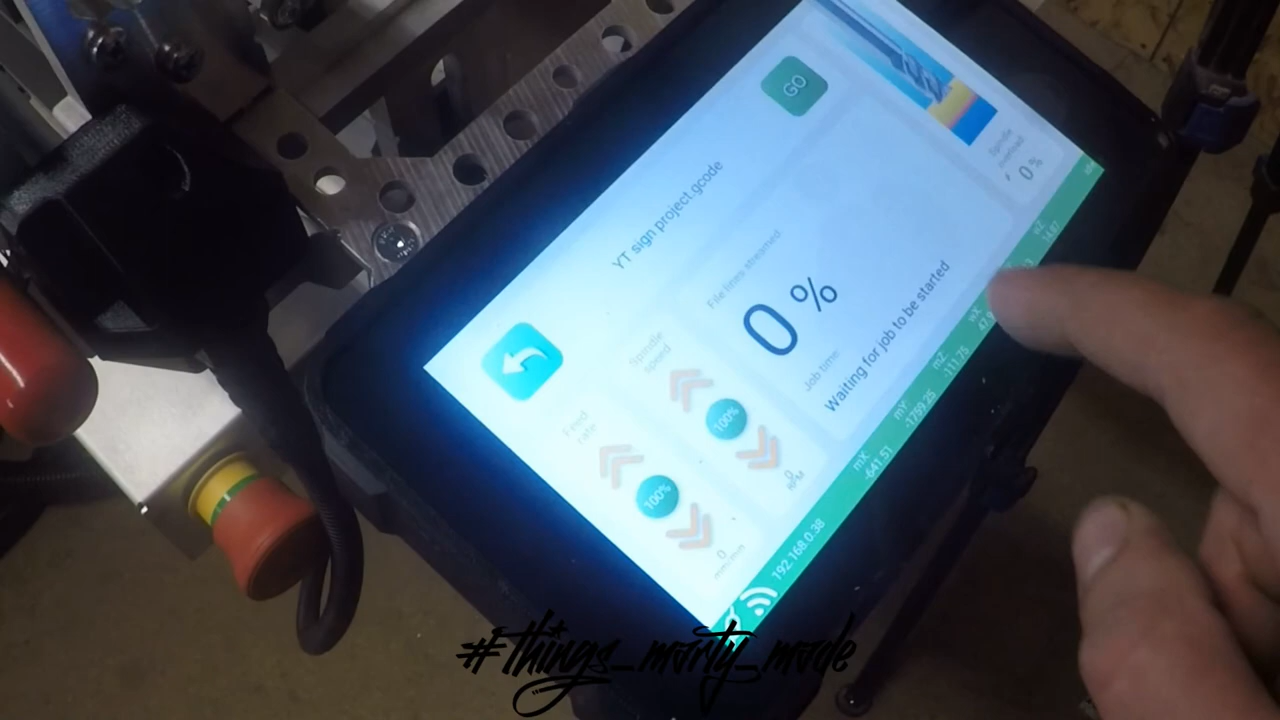 YT sign project.gcode
GO
Spindle
overload
0 %
Feed
rate
100%
0
mm/min
Spindle
speed
100%
0
RPM
File lines streamed
0 %
Job time:
Waiting for job to be started
192.168.0.38
mX
-641.51
mY
-1759.25
mZ
-111.75
wX
wZ
#things_marty_made